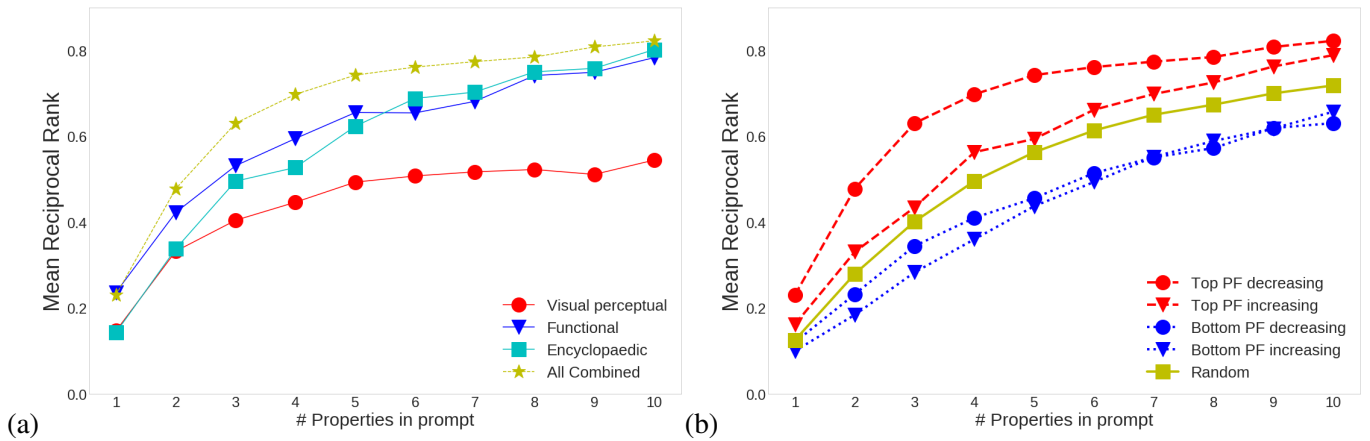 Mean Reciprocal Rank
0.8
0.6
0.4
0.2
0.0
1 2 3 4 5 6 7 8 9 10
# Properties in prompt
Visual perceptual
Functional
Encyclopaedic
All Combined
(a)
Mean Reciprocal Rank
0.8
0.6
0.4
0.2
0.0
1 2 3 4 5 6 7 8 9 10
# Properties in prompt
Top PF decreasing
Top PF increasing
Bottom PF decreasing
Bottom PF increasing
Random
(b)